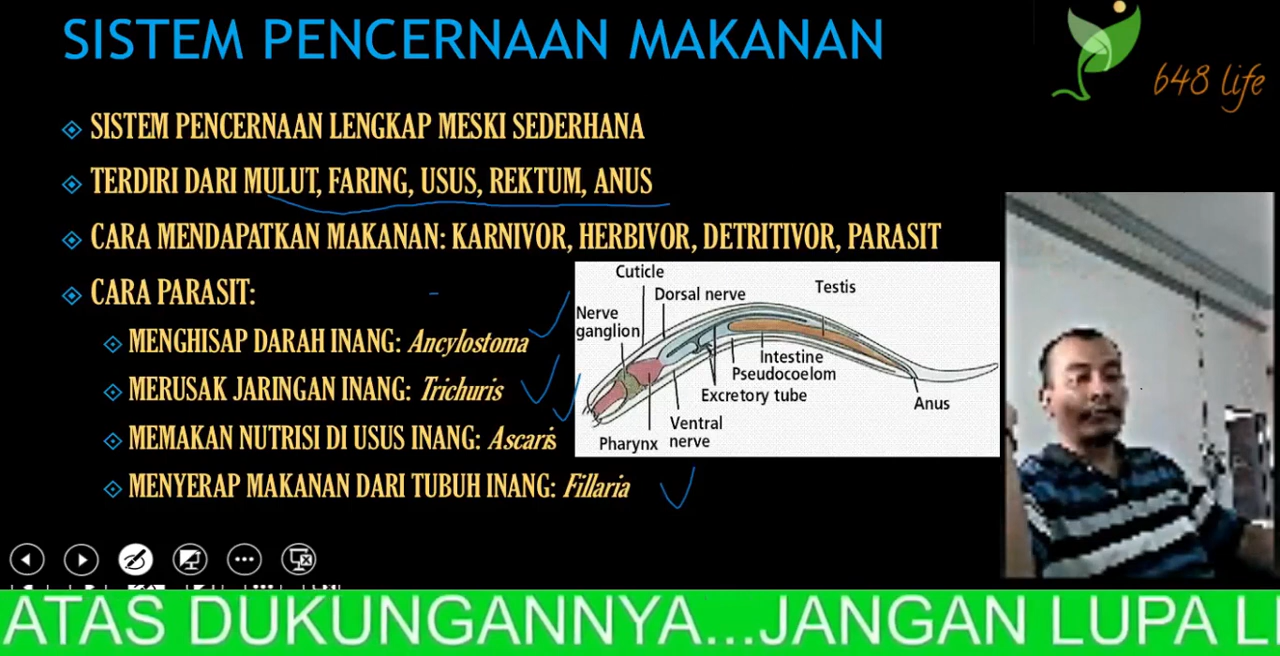 SISTEM PENCERNAAN MAKANAN
648 life
SISTEM PENCERNAAN LENGKAP MESKI SEDERHANA
TERDIRI DARI MULUT, FARING, USUS, REKTUM, ANUS
CARA MENDAPATKAN MAKANAN: KARNIVOR, HERBIVOR, DETRITIVOR, PARASIT
CARA PARASIT:
MENGHISAP DARAH INANG: Ancylostoma
MERUSAK JARINGAN INANG: Trichuris
MEMAKAN NUTRISI DI USUS INANG: Ascaris
MENYERAP MAKANAN DARI TUBUH INANG: Fillaria
Cuticle
Dorsal nerve
Testis
Nerve
ganglion
Intestine
Pseudocoelom
Excretory tube
Anus
Ventral
nerve
Pharynx
ATAS DUKUNGANNYA...JANGAN LUPA LI